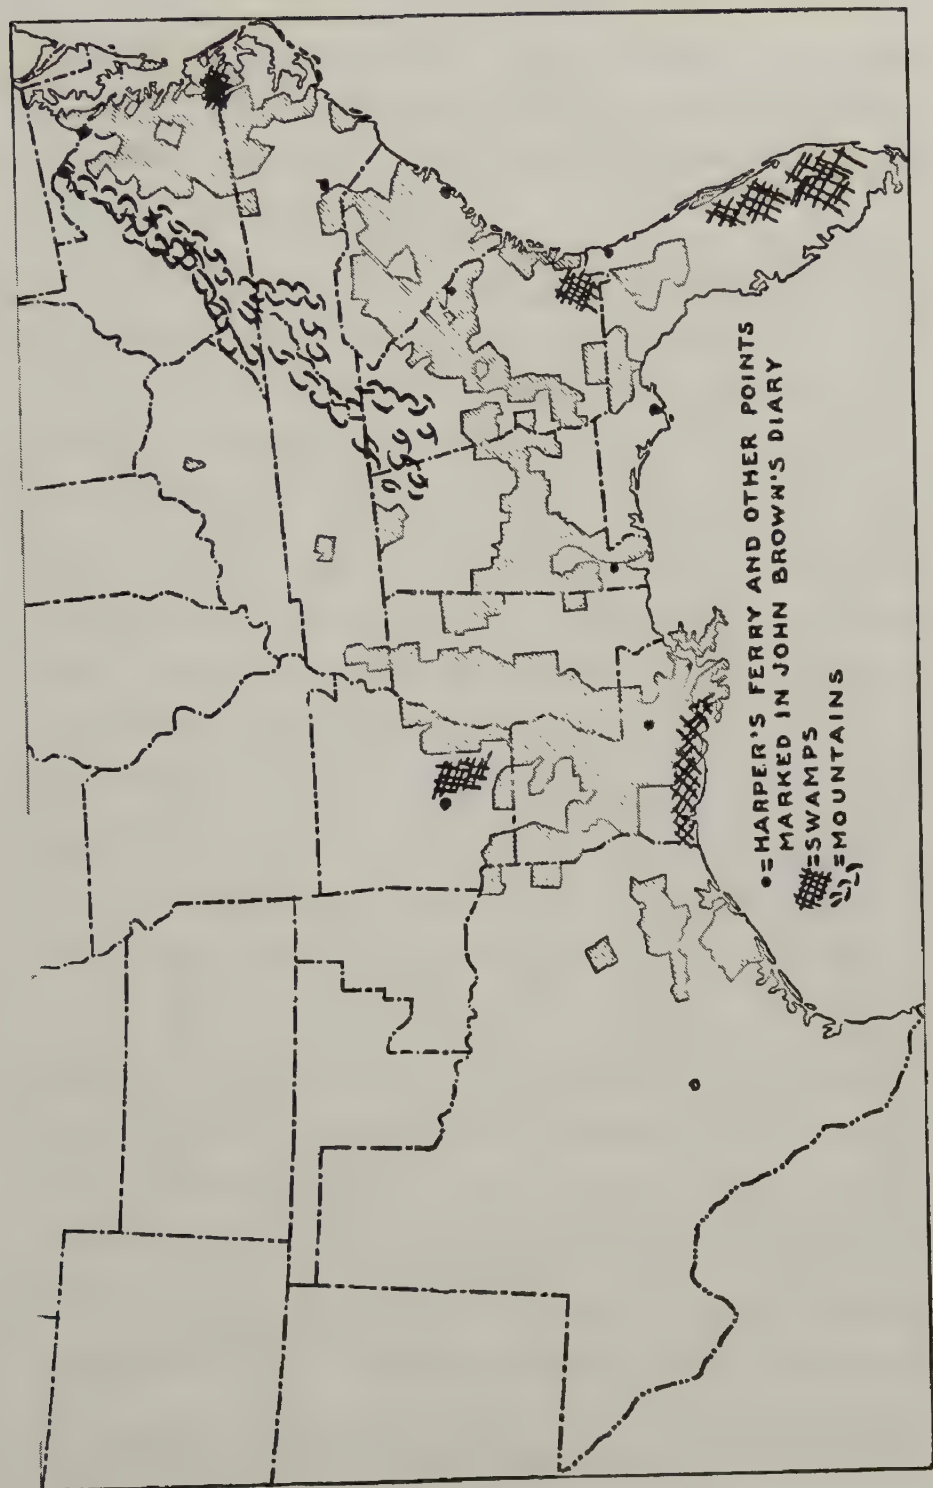 •=HARPER'S FERRY AND OTHER POINTS
MARKED IN JOHN BROWN'S DIARY
=SWAMPS
=MOUNTAINS